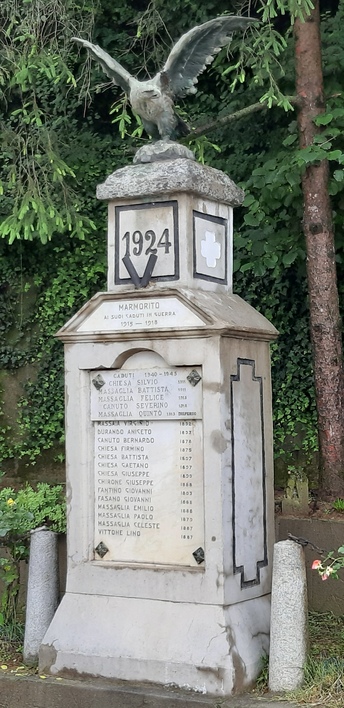 1924
V
MARMORITO
AI SUOI CADUTI IN GUERRA
1915 — 1918
CADUTI 1940-1945
CHIESA SILVIO
MASSAGLIA BATTISTA
MASSAGLIA FELICE
CANUTO SEVERINO
MASSAGLIA QUINTO
MASSAIA VIRGINIO
DURANDO ANICETO
CANUTO BERNARDO
CHIESA FIRMINO
CHIESA BATTISTA
CHIESA GAETANO
CHIESA GIUSEPPE
CHIRONE GIUSEPPE
FANTINO GIOVANNI
FASANO GIOVANNI
MASSAGLIA EMILIO
MASSAGLIA PAOLO
MASSAGLIA CELESTE
VITTONE LINO